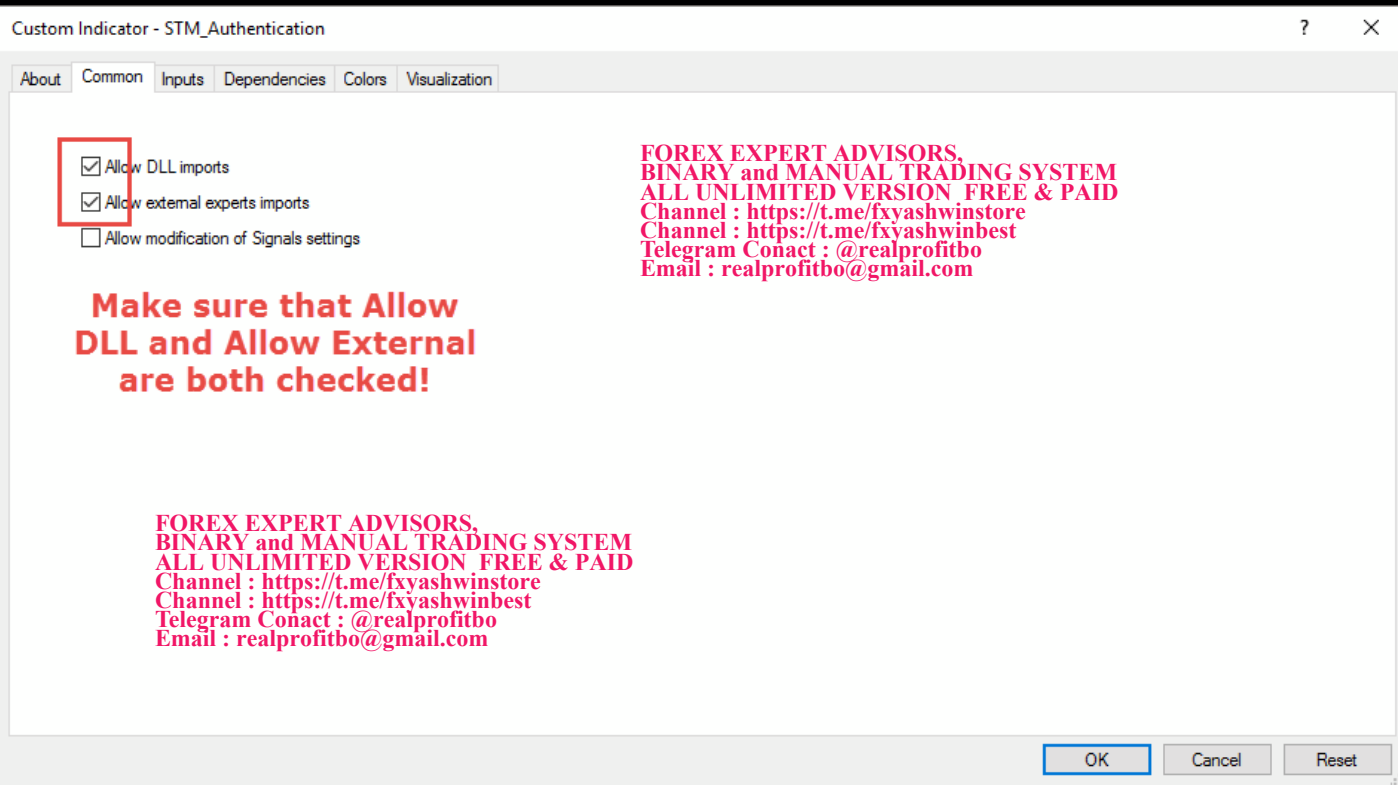 Custom Indicator - STM_Authentication
?
About Common Inputs Dependencies Colors Visualization
Allow DLL imports
Allow external experts imports
Allow modification of Signals settings
Make sure that Allow
DLL and Allow External
are both checked!
FOREX EXPERT ADVISORS,
BINARY and MANUAL TRADING SYSTEM
ALL UNLIMITED VERSION FREE & PAID
Channel : https://t.me/fxyashwinstore
Channel : https://t.me/fxyashwinbest
Telegram Conact : @realprofitbo
Email : realprofitbo@gmail.com
FOREX EXPERT ADVISORS,
BINARY and MANUAL TRADING SYSTEM
ALL UNLIMITED VERSION FREE & PAID
Channel : https://t.me/fxyashwinstore
Channel : https://t.me/fxyashwinbest
Telegram Conact : @realprofitbo
Email : realprofitbo@gmail.com
OK Cancel Reset